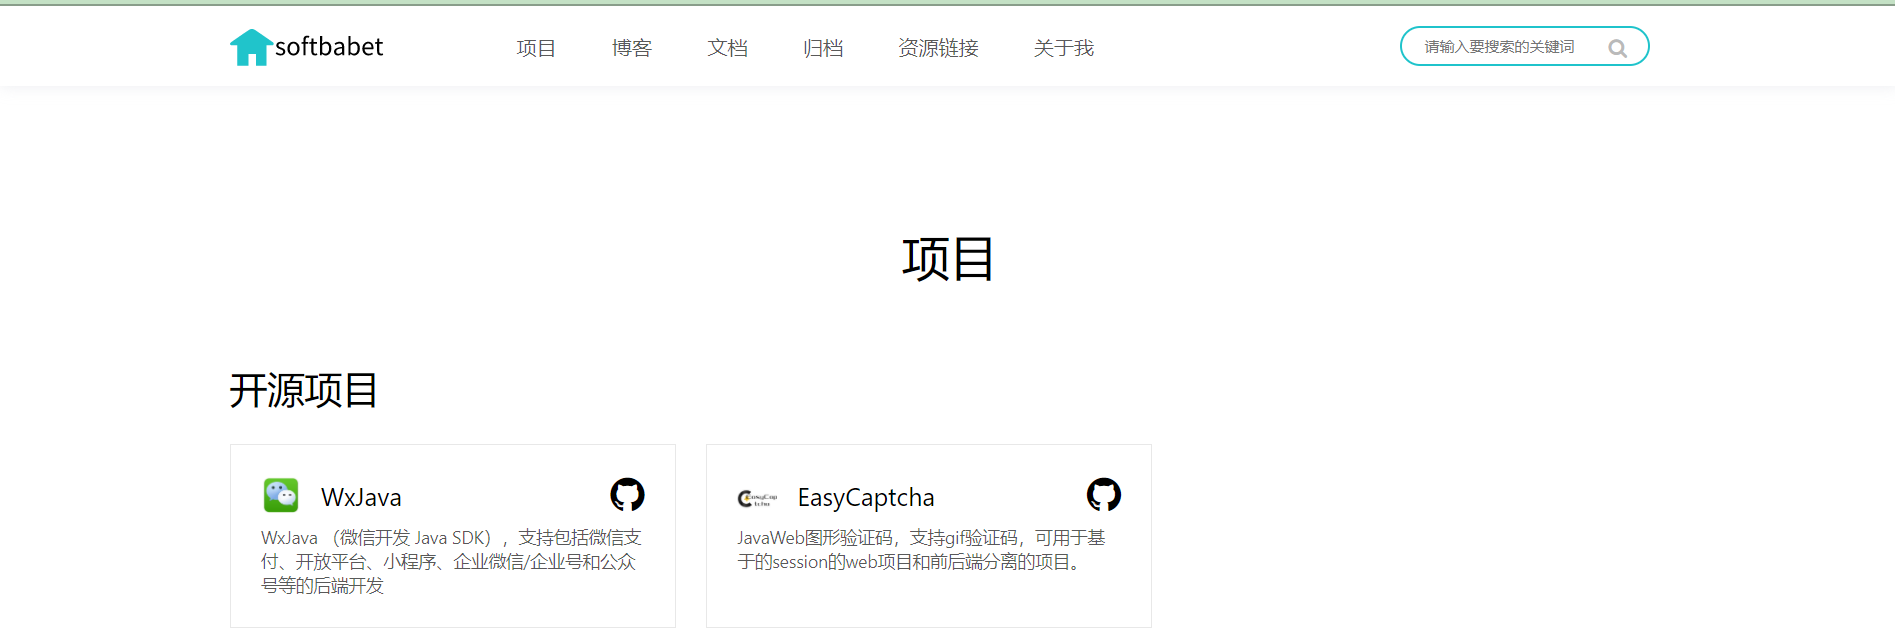 softbabet
项目
博客
文档
归档
资源链接
关于我
请输入要搜索的关键词
项目
开源项目
WxJava
WxJava （微信开发 Java SDK），支持包括微信支
付、开放平台、小程序、企业微信/企业号和公众
号等的后端开发
EasyCaptcha
JavaWeb图形验证码，支持gif验证码，可用于基
于的session的web项目和前后端分离的项目。